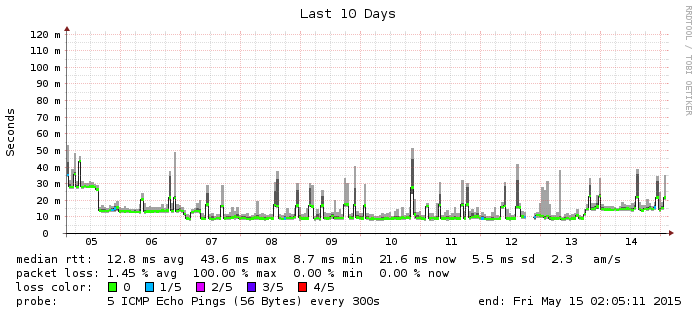 Last 10 Days
RRDTOOL / TOBI OETIKER
Seconds
120 m
110 m
100 m
90 m
80 m
70 m
60 m
50 m
40 m
30 m
20 m
10 m
0
05 06 07 08 09 10 11 12 13 14
median rtt: 12.8 ms avg 43.6 ms max 8.7 ms min 21.6 ms now 5.5 ms sd 2.3 am/s
packet loss: 1.45 % avg 100.00 % max 0.00 % min 0.00 % now
loss color: 0 1/5 2/5 3/5 4/5
probe: 5 ICMP Echo Pings (56 Bytes) every 300s end: Fri May 15 02:05:11 2015